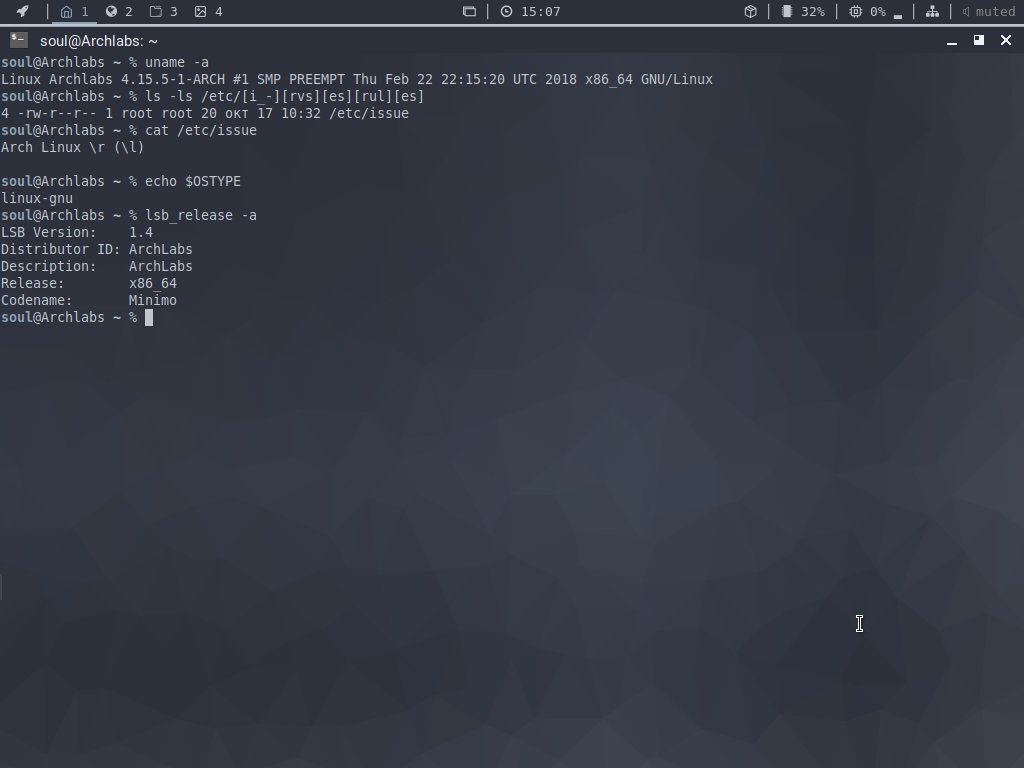 1 2 3 4 15:07 32% 0% muted
soul@Archlabs: ~
soul@Archlabs ~ % uname -a
Linux Archlabs 4.15.5-1-ARCH #1 SMP PREEMPT Thu Feb 22 22:15:20 UTC 2018 x86_64 GNU/Linux
soul@Archlabs ~ % ls -ls /etc/[i_-][rvs][es][rul][es]
4 -rw-r--r-- 1 root root 20 окт 17 10:32 /etc/issue
soul@Archlabs ~ % cat /etc/issue
Arch Linux \r (\l)
soul@Archlabs ~ % echo $OSTYPE
linux-gnu
soul@Archlabs ~ % lsb_release -a
LSB Version:    1.4
Distributor ID: ArchLabs
Description:    ArchLabs
Release:        x86_64
Codename:       Minimo
soul@Archlabs ~ %